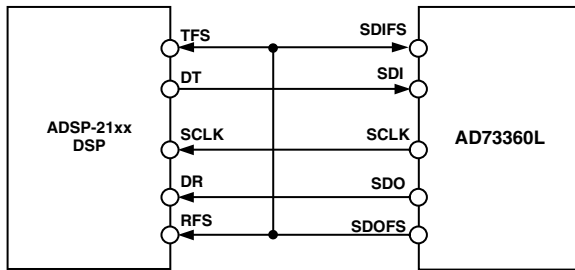 TFS SDIFS
DT SDI
ADSP-21xx
DSP
SCLK SCLK
AD73360L
DR SDO
RFS SDOFS